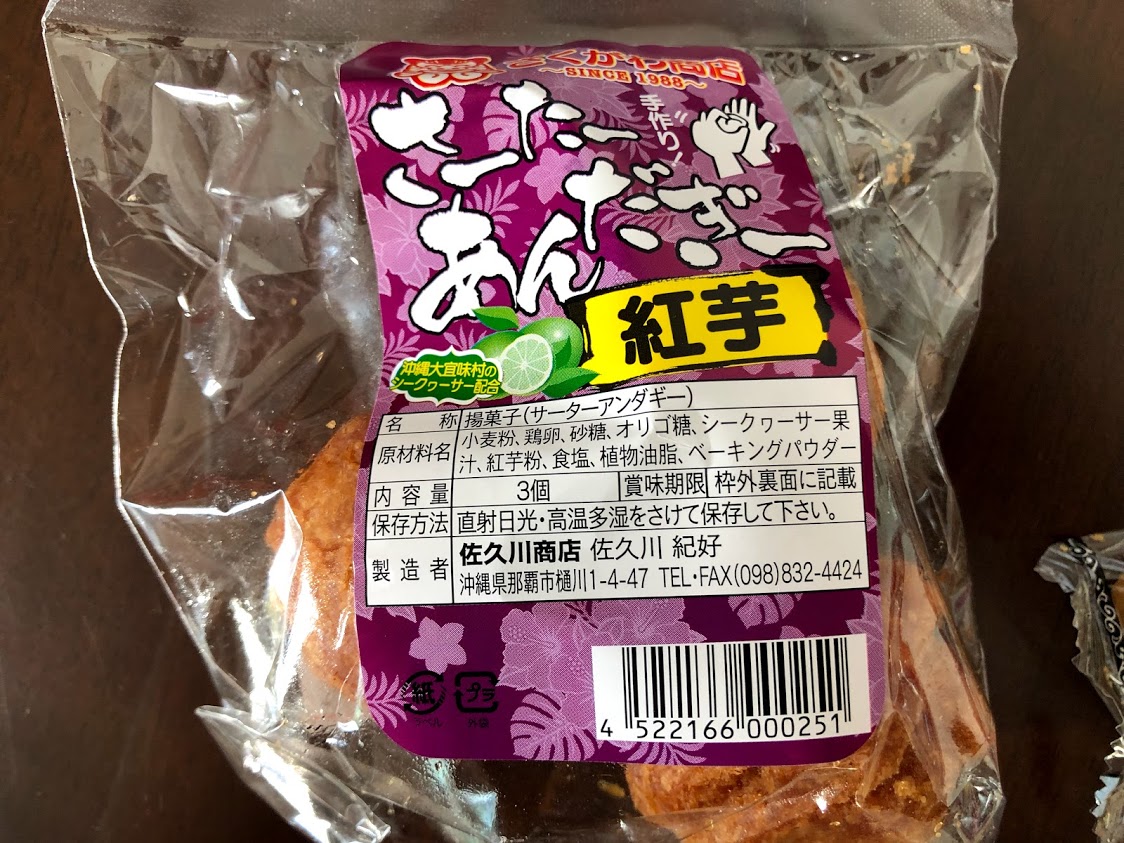 さくがわ商店
～SINCE 1988～
手作り!
さーたー
あんだぎー
紅芋
沖縄大宜味村の
シークヮーサー配合
名 称 揚菓子(サーターアンダギー)
原材料名 小麦粉、鶏卵、砂糖、オリゴ糖、シークヮーサー果
汁、紅芋粉、食塩、植物油脂、ベーキングパウダー
内容量 3個 賞味期限 枠外裏面に記載
保存方法 直射日光・高温多湿をさけて保存して下さい。
製造者 佐久川商店 佐久川 紀好
沖縄県那覇市樋川1-4-47 TEL・FAX(098)832-4424
紙 プラ
ラベル 外袋
4 522166 000251